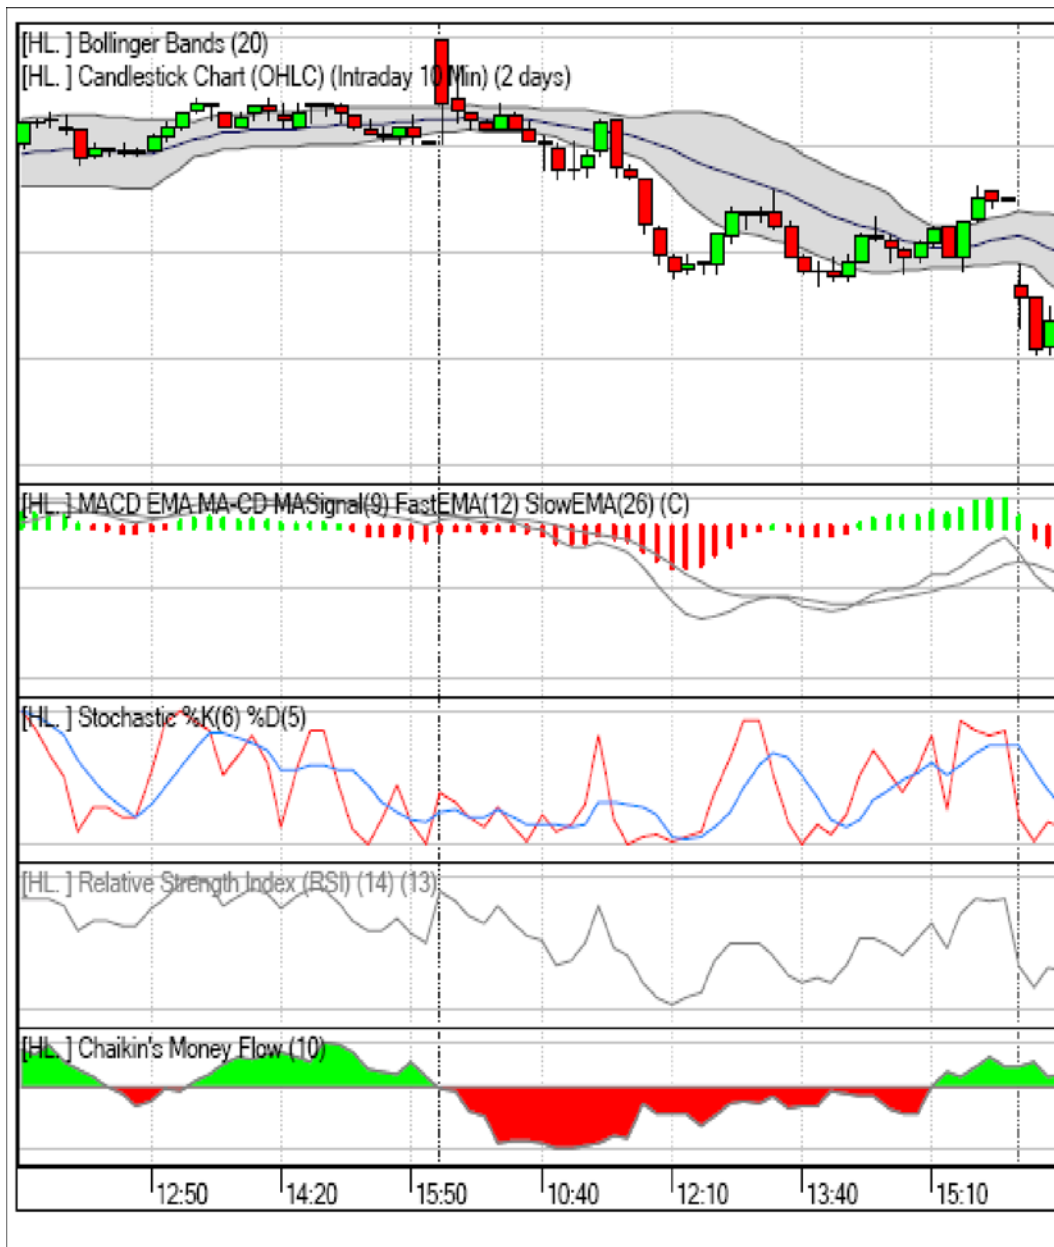 [HL. ] Bollinger Bands (20)
[HL. ] Candlestick Chart (OHLC) (Intraday 10 Min) (2 days)
[HL. ] MACD EMA MA-CD MASignal(9) FastEMA(12) SlowEMA(26) (C)
[HL. ] Stochastic %K(6) %D(5)
[HL. ] Relative Strength Index (RSI) (14) (13)
[HL. ] Chaikin's Money Flow (10)
12:50 14:20 15:50 10:40 12:10 13:40 15:10